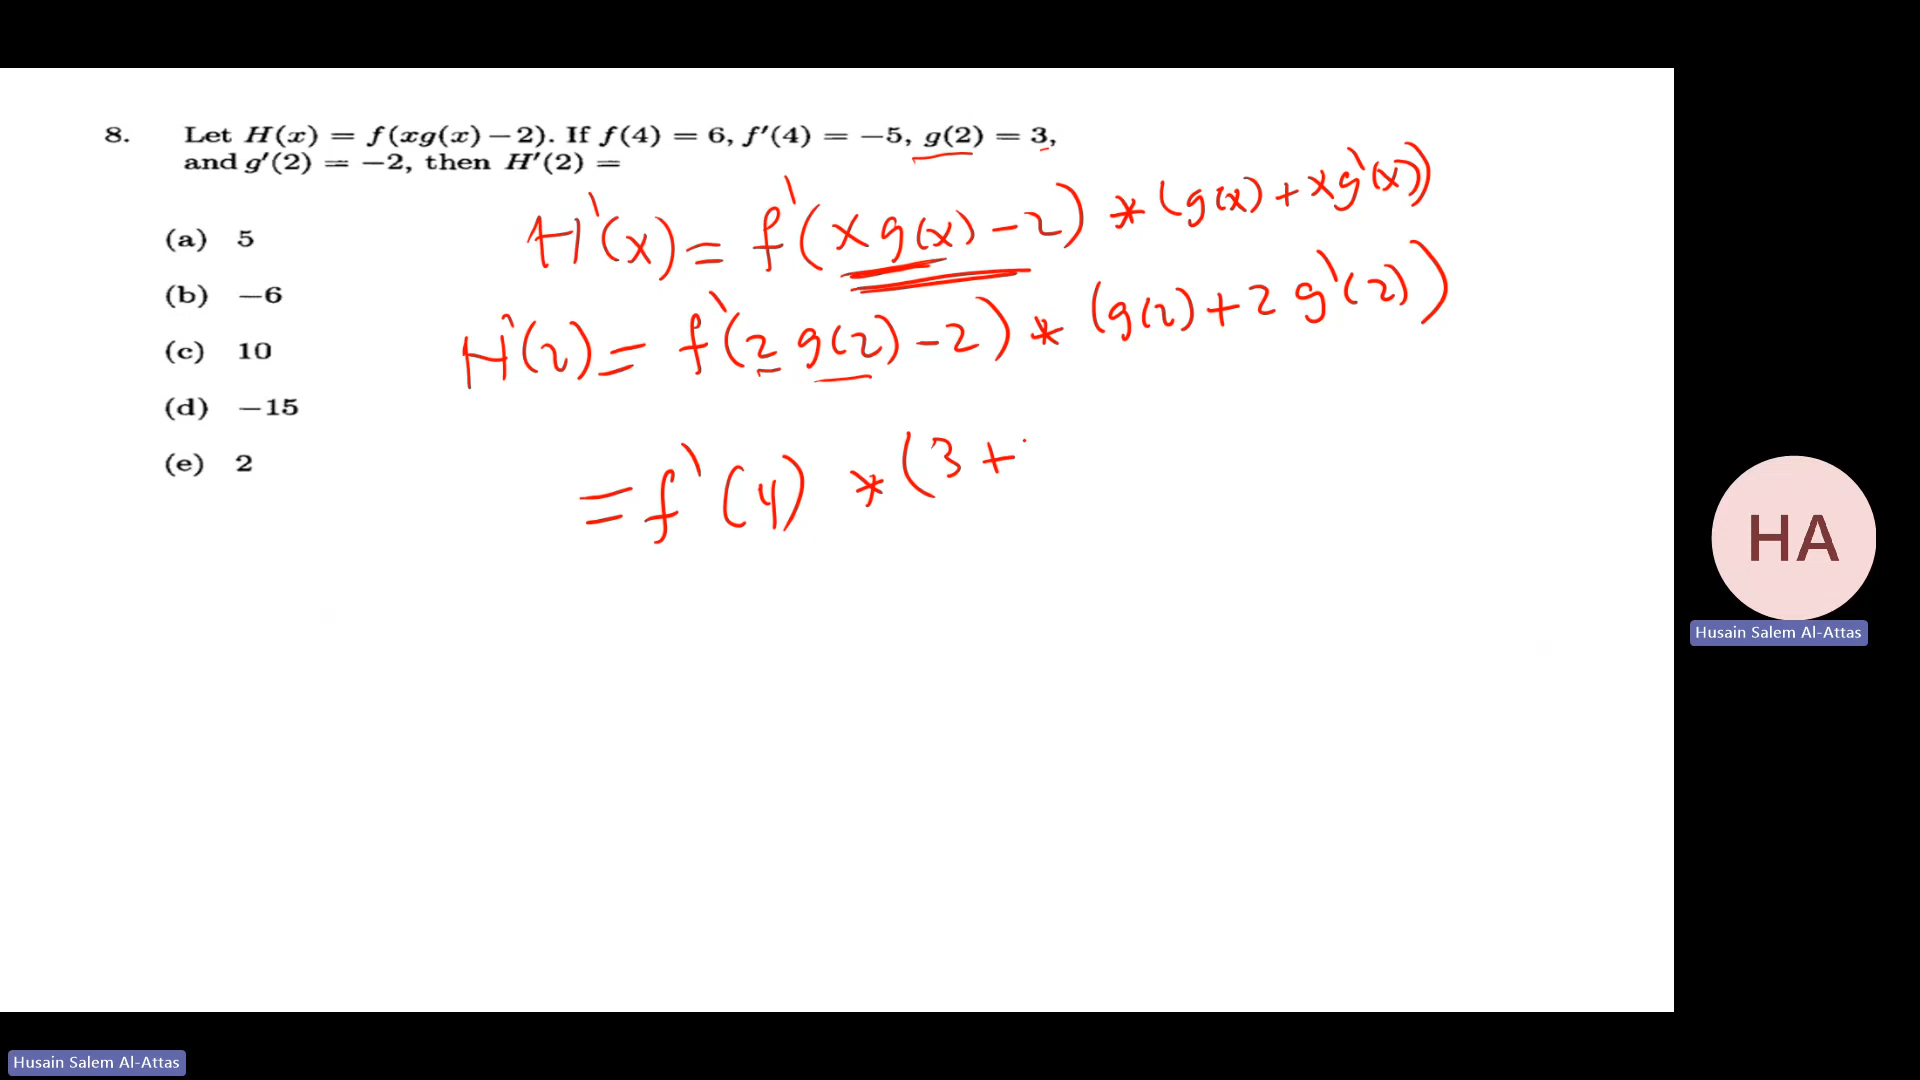 8. Let H(x) = f(xg(x) − 2). If f(4) = 6, f′(4) = −5, g(2) = 3,
and g′(2) = −2, then H′(2) =
(a) 5
(b) −6
(c) 10
(d) −15
(e) 2
H'(x) = f'(xg(x) − 2) * (g(x) + xg'(x))
H'(2) = f'(2 g(2) − 2) * (g(2) + 2 g'(2))
= f'(4) * (3 +
HA
Husain Salem Al-Attas
Husain Salem Al-Attas